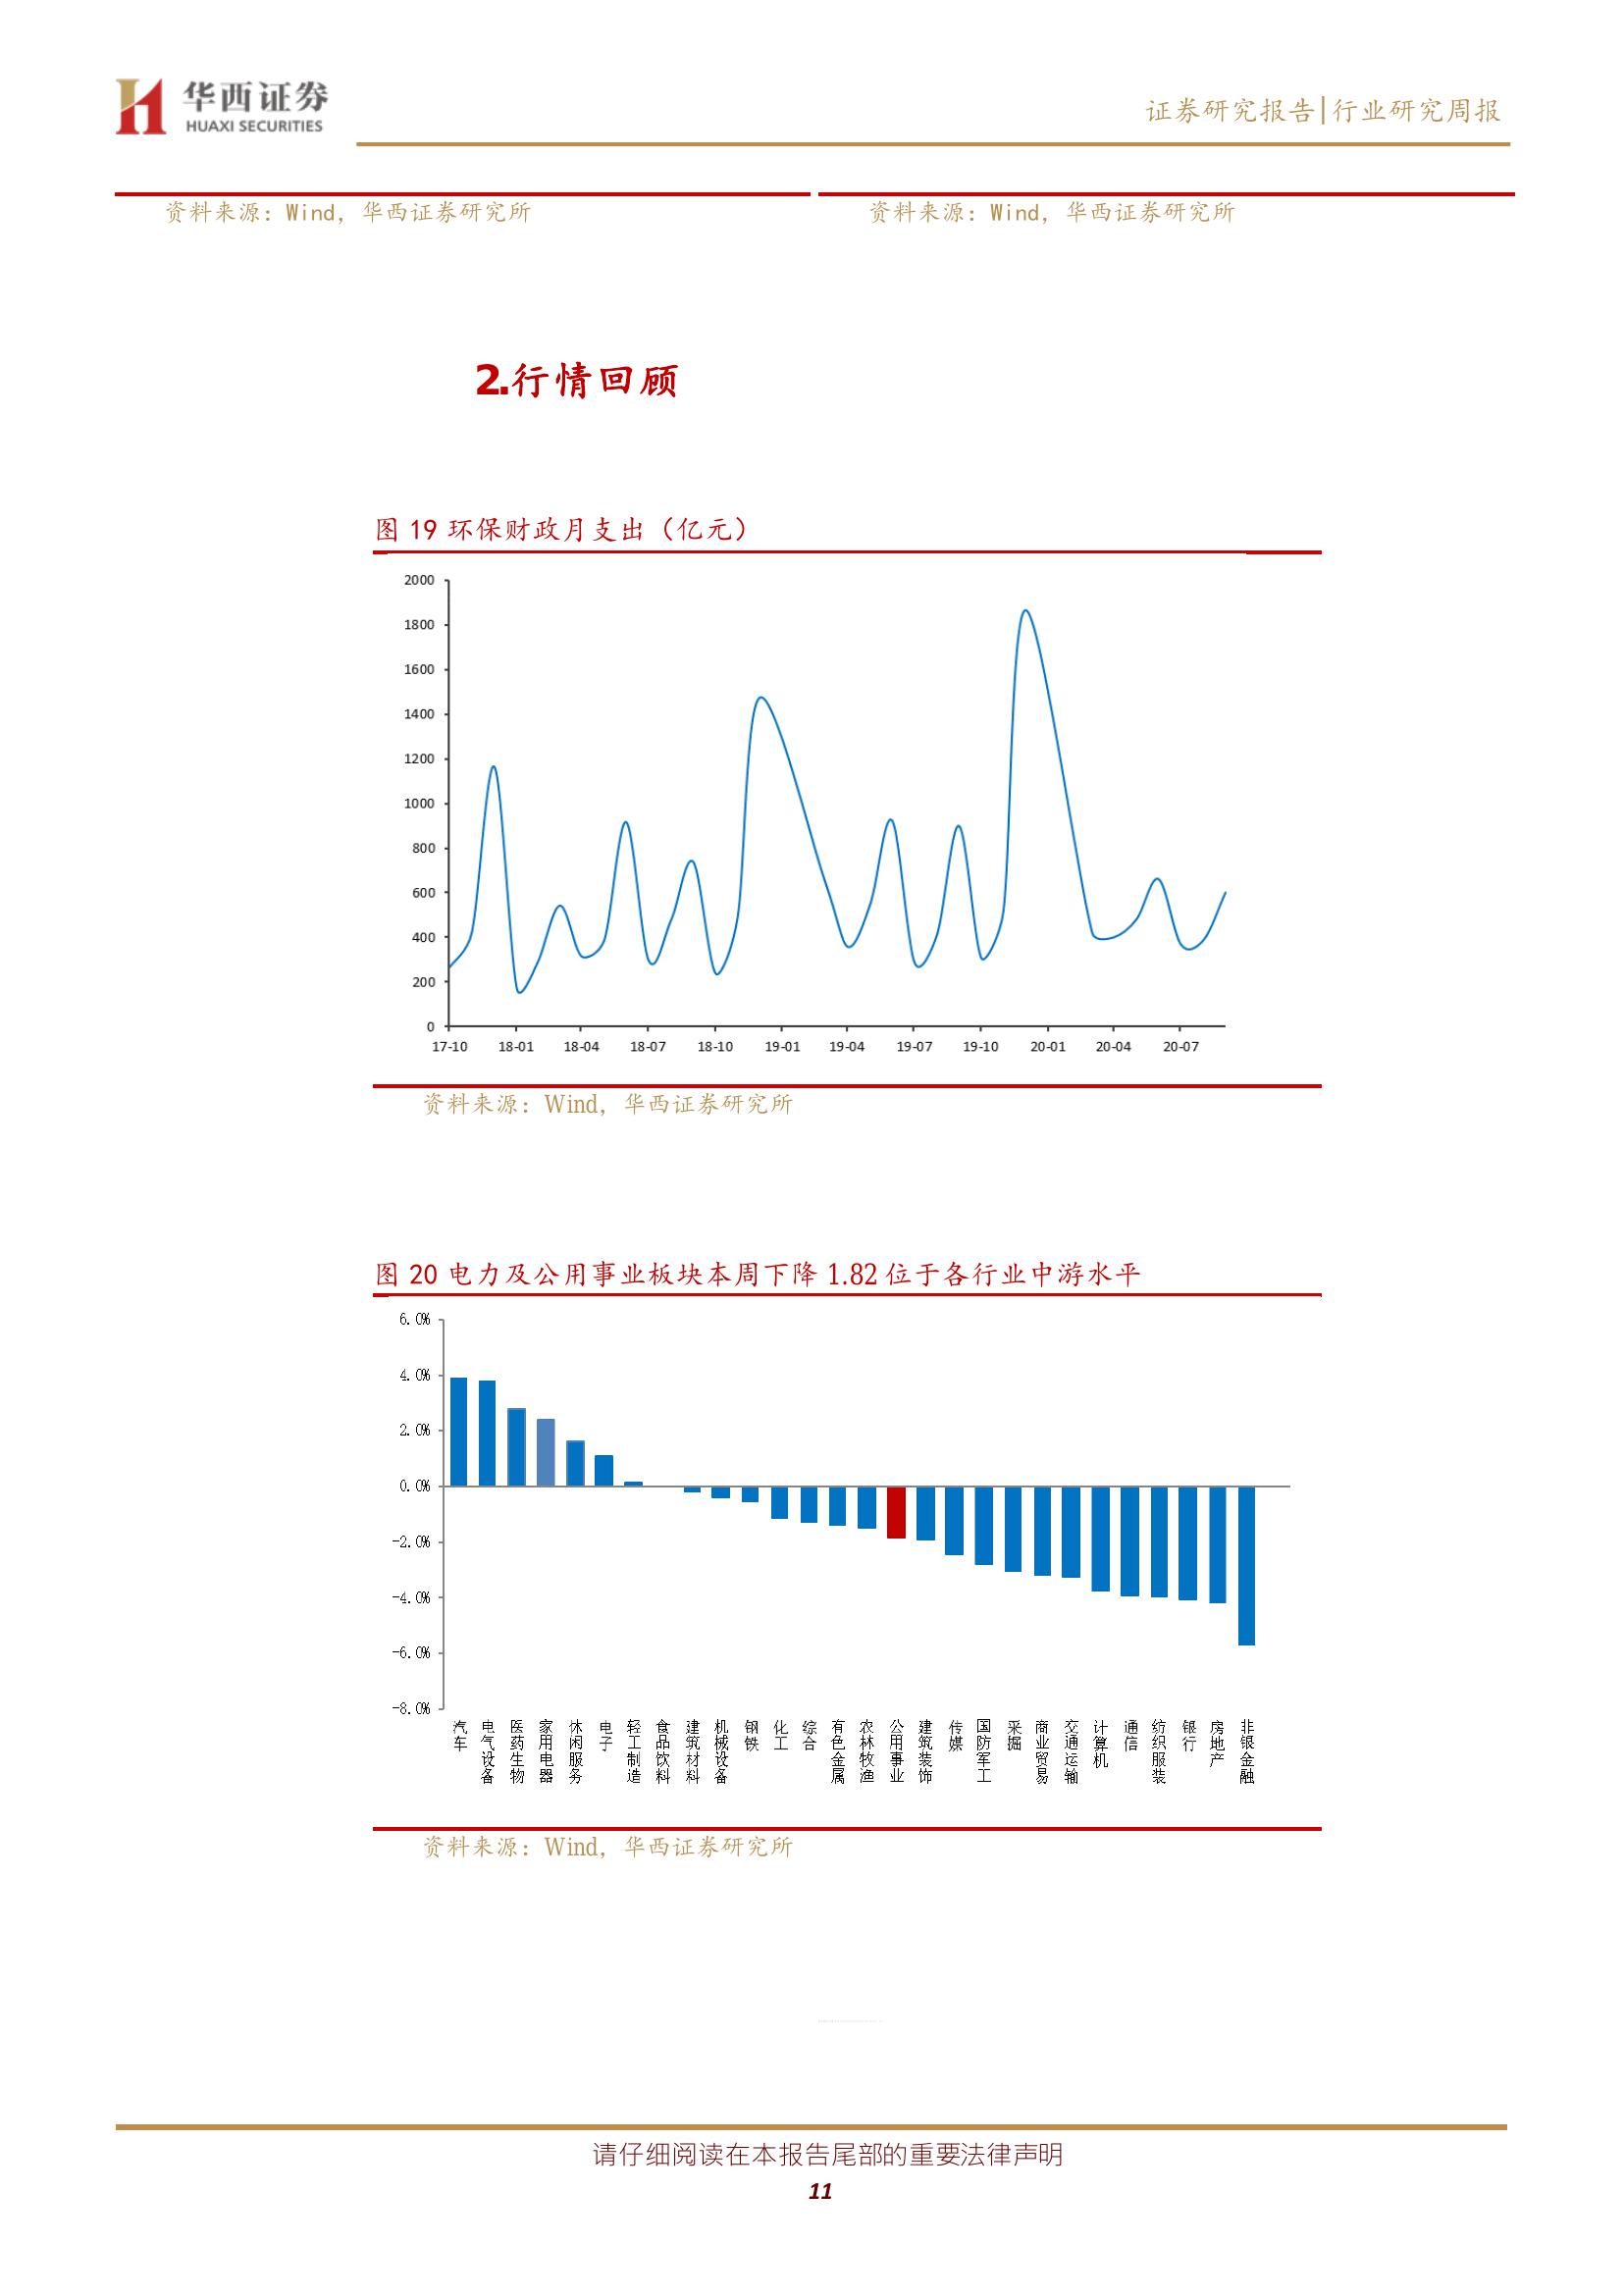 华西证券
HUAXI SECURITIES
证券研究报告|行业研究周报
资料来源：Wind，华西证券研究所
资料来源：Wind，华西证券研究所
2.行情回顾
图 19 环保财政月支出（亿元）
2000
1800
1600
1400
1200
1000
800
600
400
200
0
17-10 18-01 18-04 18-07 18-10 19-01 19-04 19-07 19-10 20-01 20-04 20-07
资料来源：Wind，华西证券研究所
图 20 电力及公用事业板块本周下降 1.82 位于各行业中游水平
6.0%
4.0%
2.0%
0.0%
-2.0%
-4.0%
-6.0%
-8.0%
汽车
电气设备
医药生物
家用电器
休闲服务
电子
轻工制造
食品饮料
建筑材料
机械设备
钢铁
化工
综合
有色金属
农林牧渔
公用事业
建筑装饰
传媒
国防军工
采掘
商业贸易
交通运输
计算机
通信
纺织服装
银行
房地产
非银金融
资料来源：Wind，华西证券研究所
请仔细阅读在本报告尾部的重要法律声明
11